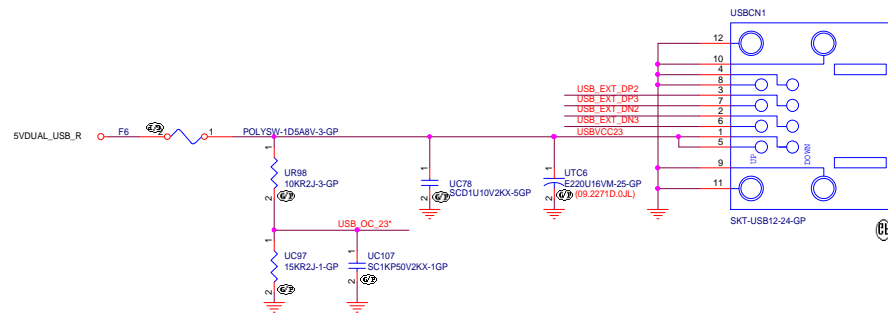 USBCN1
12
10
4
8
USB_EXT_DP2 3
USB_EXT_DP3 7
USB_EXT_DN2 2
USB_EXT_DN3 6
5VDUAL_USB_R F6 2 1 POLYSW-1D5A8V-3-GP USBVCC23 1
5
UP DOWN
9
11
SKT-USB12-24-GP
1
UR98
10KR2J-3-GP
2
1
UC78
SCD1U10V2KX-5GP
2
1
UTC6
E220U16VM-25-GP
(09.2271D.0JL)
2
USB_OC_23*
1
UC97
15KR2J-1-GP
2
1
UC107
SC1KP50V2KX-1GP
2